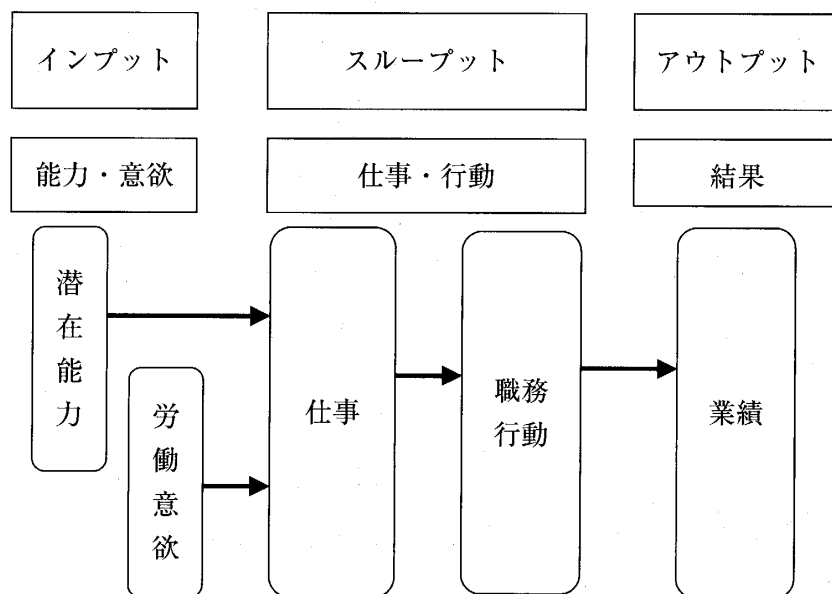 インプット
スループット
アウトプット
能力・意欲
仕事・行動
結果
潜在能力
労働意欲
仕事
職務
行動
業績